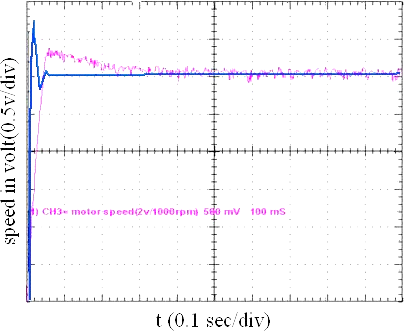 speed in volt(0.5v/div)
1) CH3= motor speed(2v/1000rpm) 500 mV 100 mS
t (0.1 sec/div)